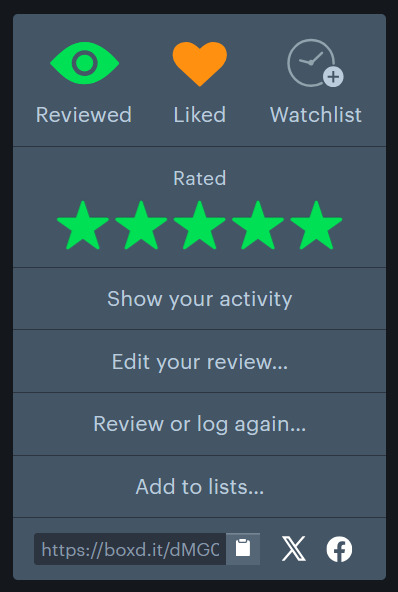 Reviewed Liked Watchlist
Rated
Show your activity
Edit your review…
Review or log again…
Add to lists…
https://boxd.it/dMGC